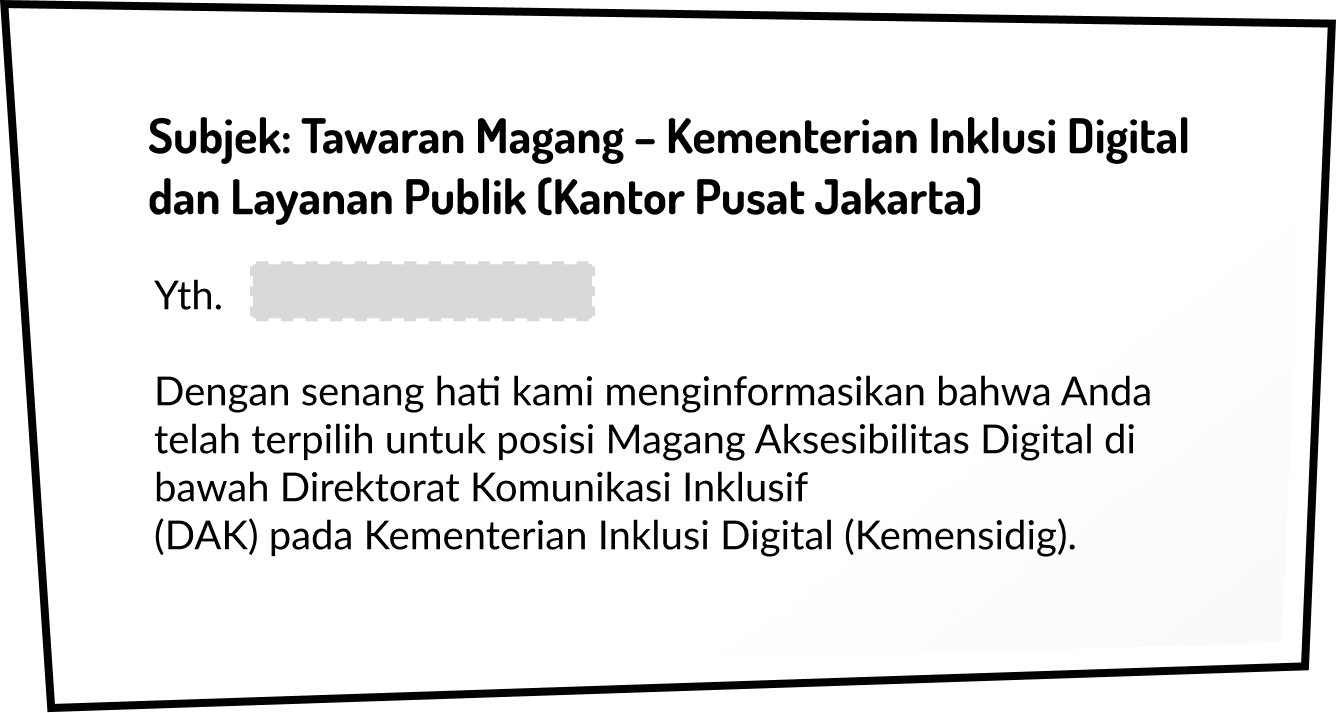 Subjek: Tawaran Magang – Kementerian Inklusi Digital
dan Layanan Publik (Kantor Pusat Jakarta)
Yth.
Dengan senang hati kami menginformasikan bahwa Anda
telah terpilih untuk posisi Magang Aksesibilitas Digital di
bawah Direktorat Komunikasi Inklusif
(DAK) pada Kementerian Inklusi Digital (Kemensidig).